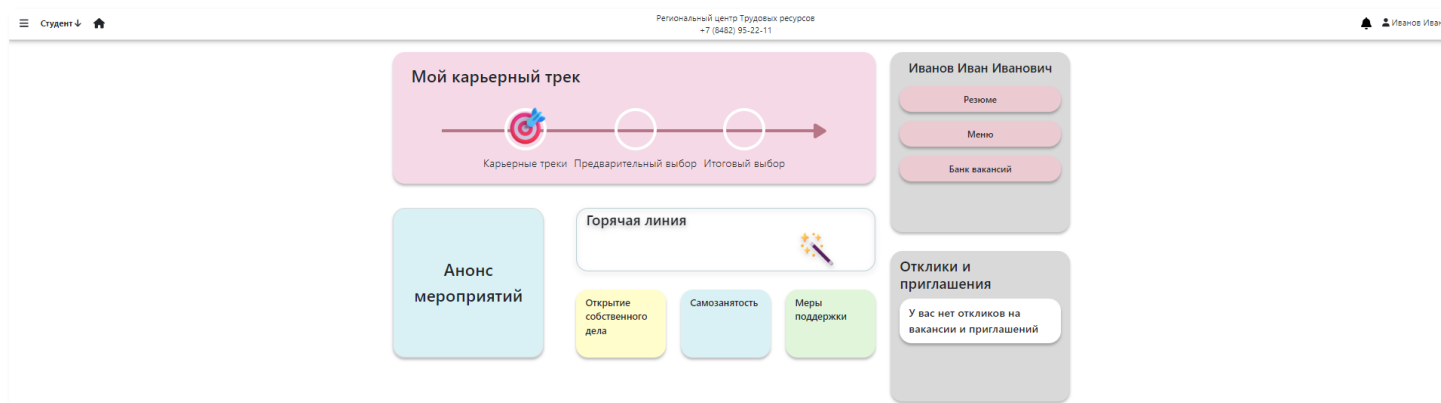 Студент
Региональный центр Трудовых ресурсов
+7 (8482) 95-22-11
Иванов Иван
Мой карьерный трек
Карьерные треки Предварительный выбор Итоговый выбор
Иванов Иван Иванович
Резюме
Меню
Банк вакансий
Анонс
мероприятий
Горячая линия
Открытие
собственного
дела
Самозанятость
Меры
поддержки
Отклики и
приглашения
У вас нет откликов на
вакансии и приглашений